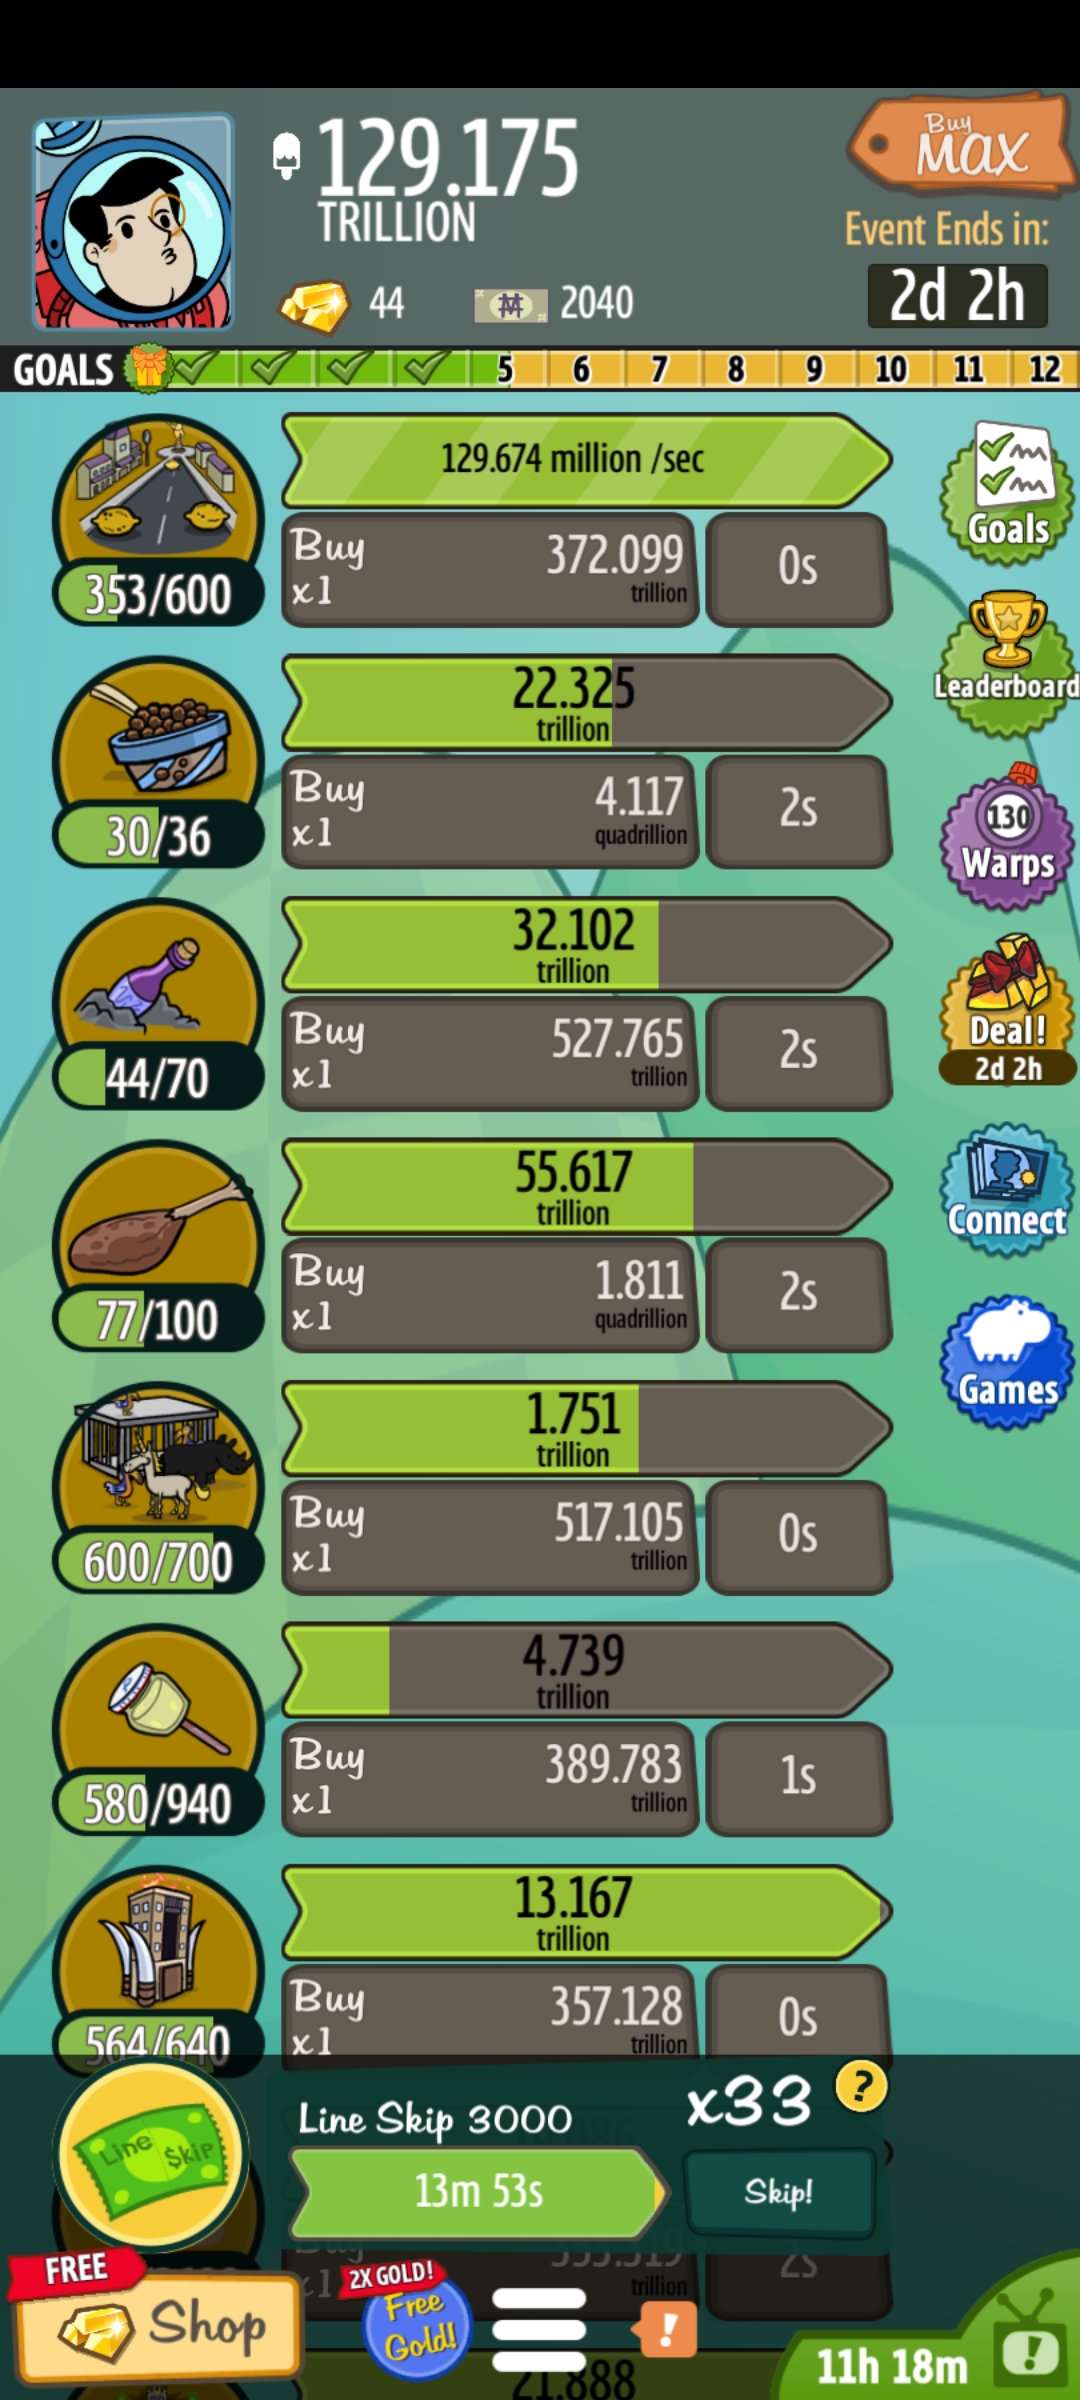 129.175
TRILLION
Buy
MAX
Event Ends in:
2d 2h
44
2040
GOALS 5 6 7 8 9 10 11 12
129.674 million /sec
Buy
x1
372.099
trillion
0s
353/600
22.325
trillion
Buy
x1
4.117
quadrillion
2s
30/36
32.102
trillion
Buy
x1
527.765
trillion
2s
44/70
55.617
trillion
Buy
x1
1.811
quadrillion
2s
77/100
1.751
trillion
Buy
x1
517.105
trillion
0s
600/700
4.739
trillion
Buy
x1
389.783
trillion
1s
580/940
13.167
trillion
Buy
x1
357.128
trillion
0s
564/640
Goals
Leaderboard
130
Warps
Deal!
2d 2h
Connect
Games
Line Skip
Line Skip 3000
x33
?
13m 53s
Skip!
trillion
2s
FREE
Shop
2X GOLD!
Free
Gold!
!
11h 18m
!
21.888